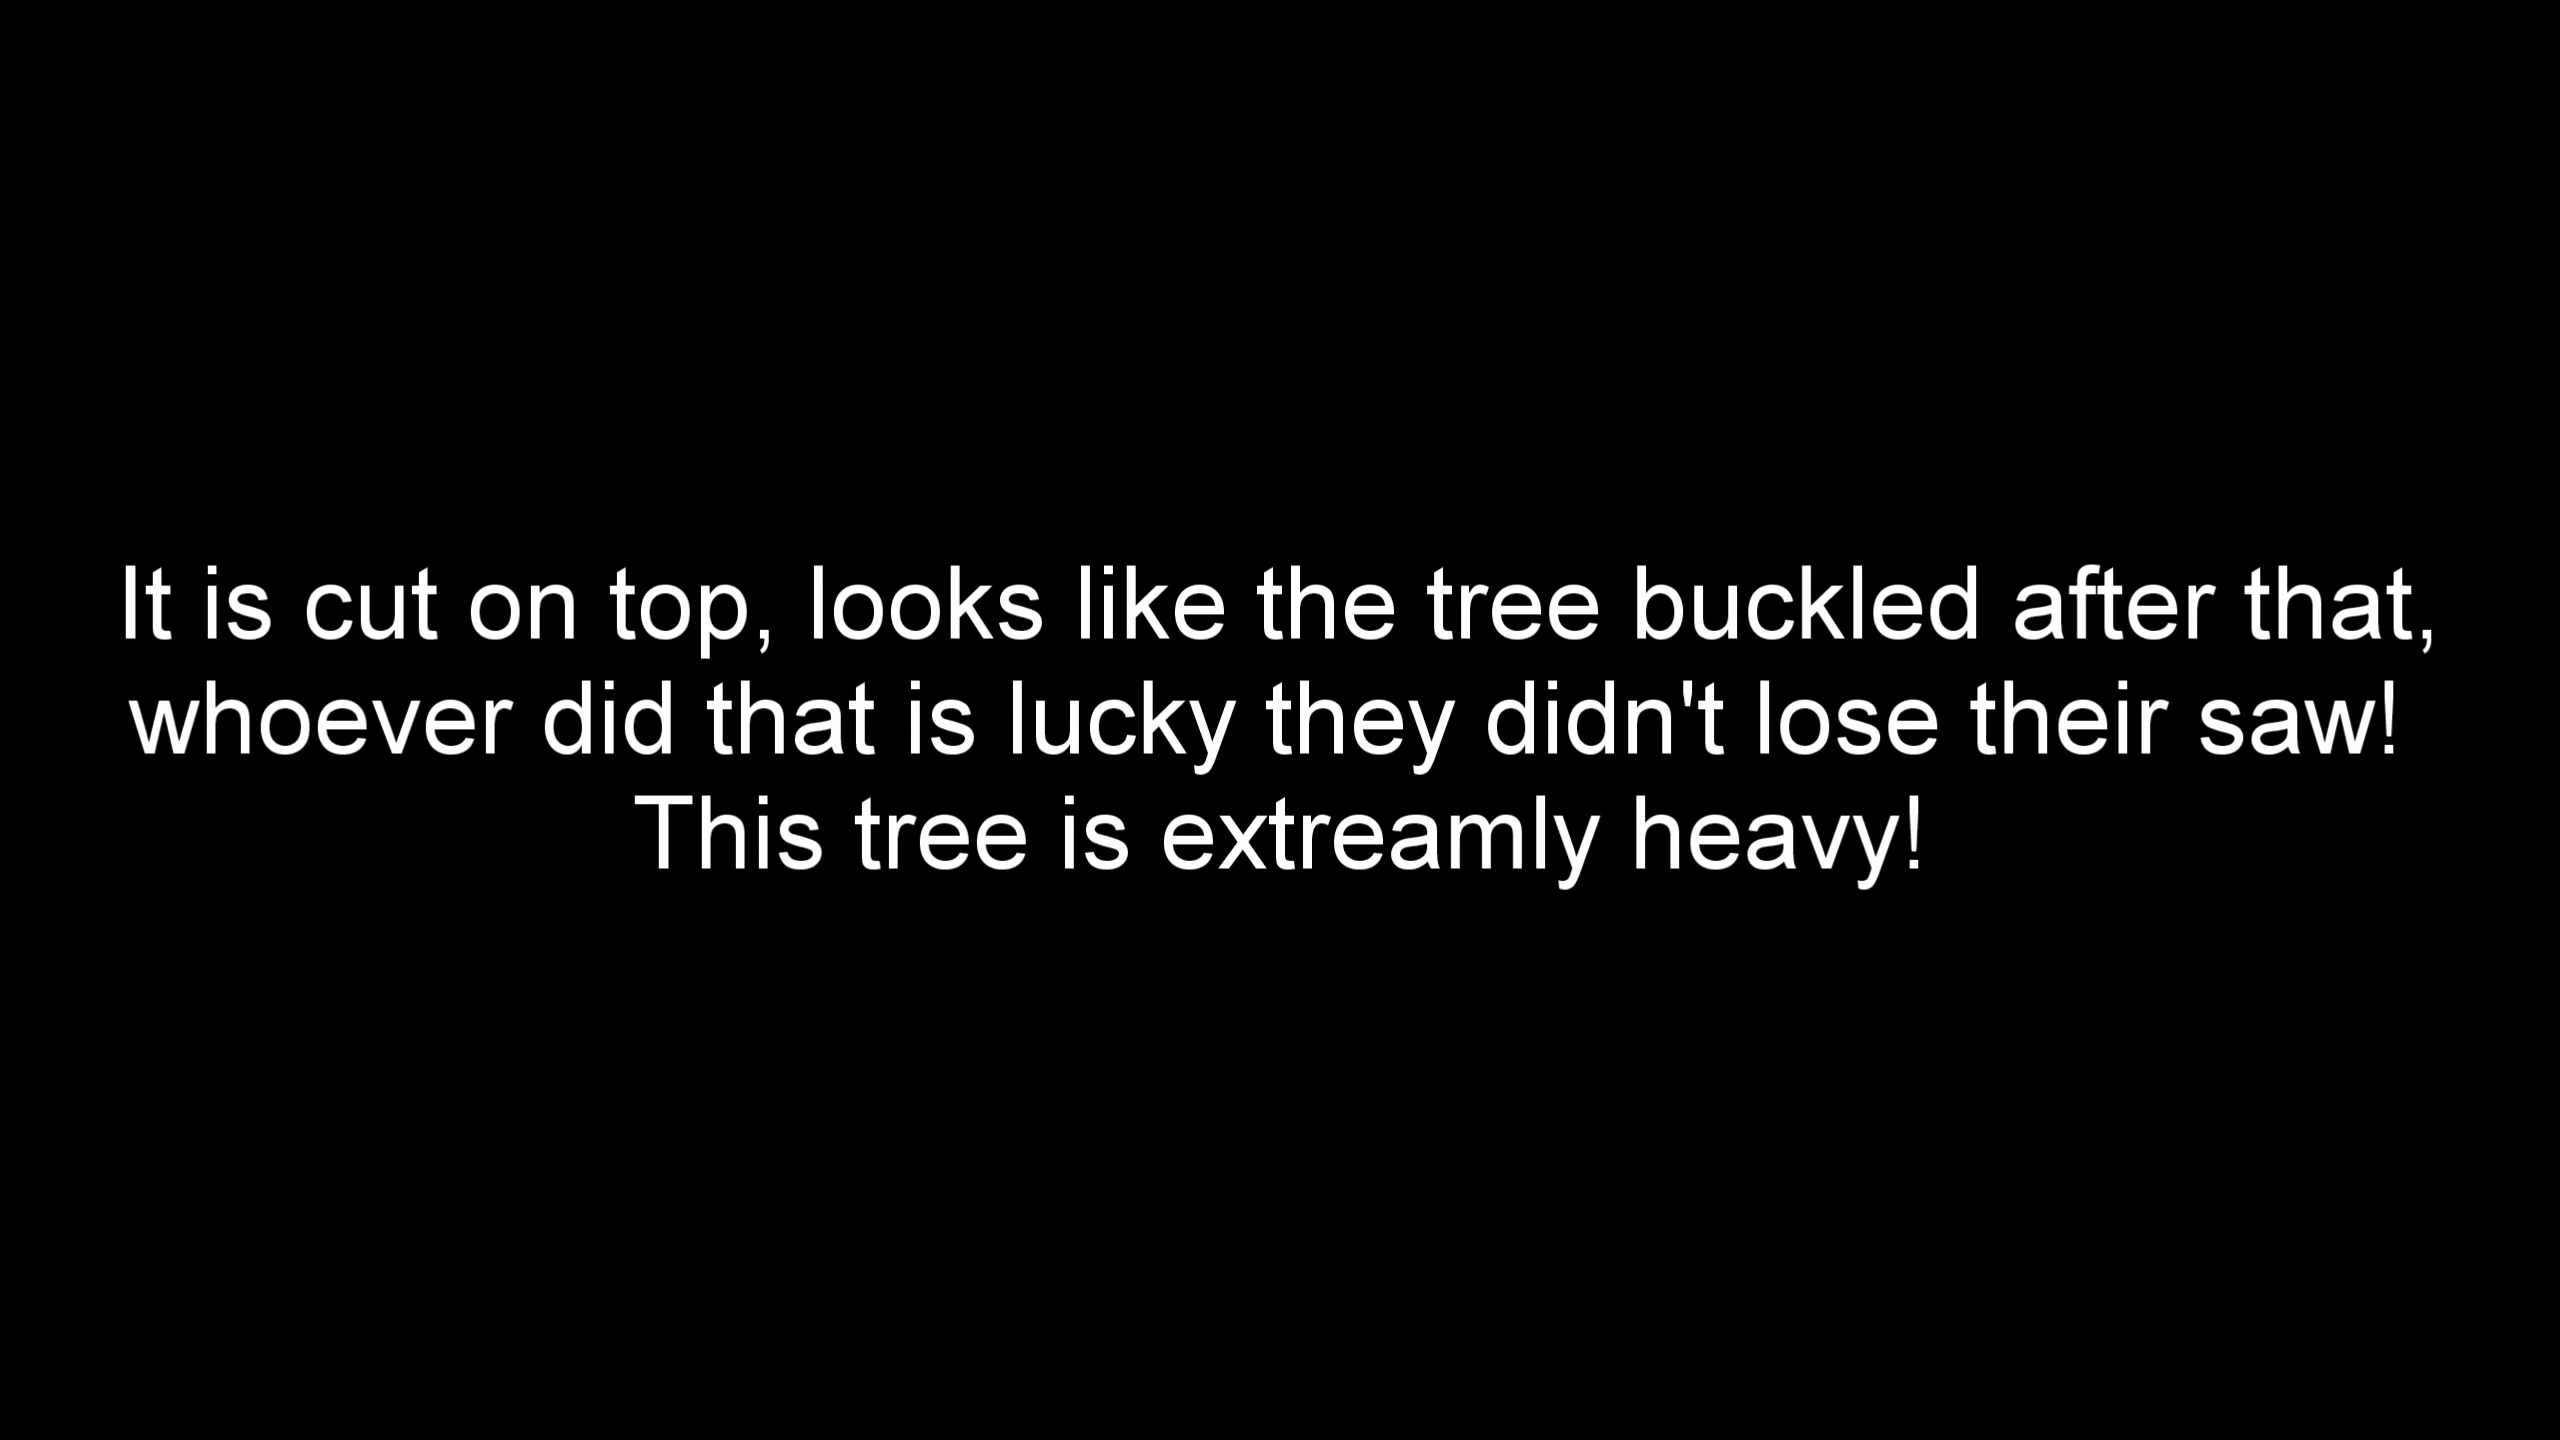 It is cut on top, looks like the tree buckled after that,
whoever did that is lucky they didn't lose their saw!
This tree is extreamly heavy!